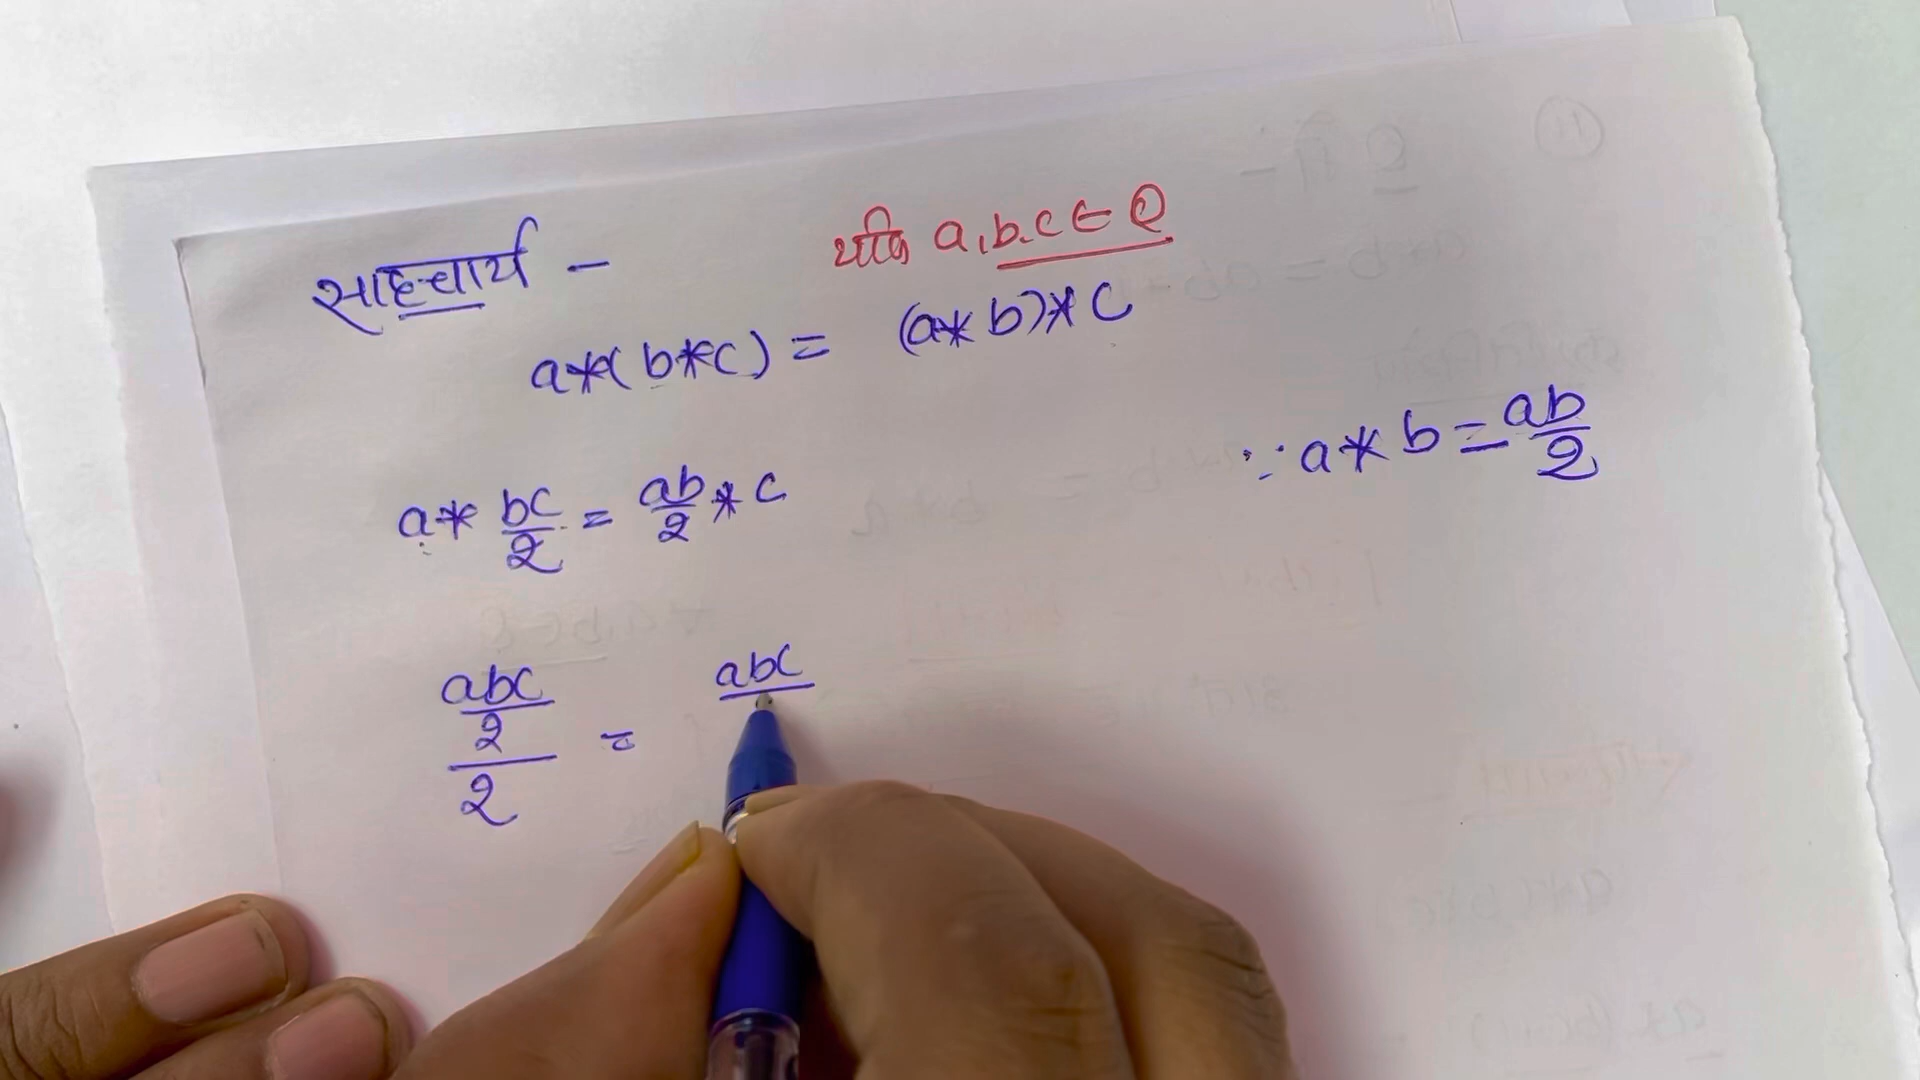 साहचार्य - यदि a,b,c ∈ Q
a*(b*c) = (a*b)*c
∵ a*b = ab/2
a* bc/2 = ab/2 *c
abc/2/2 = abc